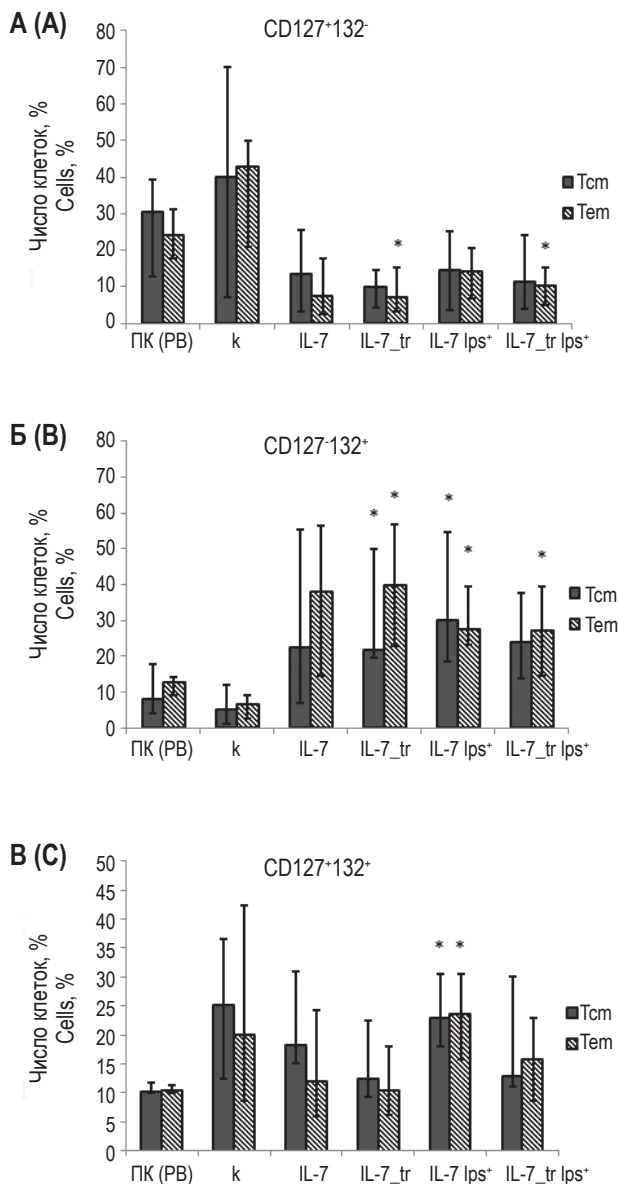 А (A)
CD127⁺132⁻
Число клеток, %
Cells, %
80
70
60
50
40
30
20
10
0
Tcm
Tem
*
*
ПК (PB) k IL-7 IL-7_tr IL-7 lps⁺ IL-7_tr lps⁺
Б (B)
CD127⁻132⁺
Число клеток, %
Cells, %
80
70
60
50
40
30
20
10
0
* * * * *
Tcm
Tem
ПК (PB) k IL-7 IL-7_tr IL-7 lps⁺ IL-7_tr lps⁺
В (C)
CD127⁺132⁺
Число клеток, %
Cells, %
50
45
40
35
30
25
20
15
10
5
0
* *
Tcm
Tem
ПК (PB) k IL-7 IL-7_tr IL-7 lps⁺ IL-7_tr lps⁺